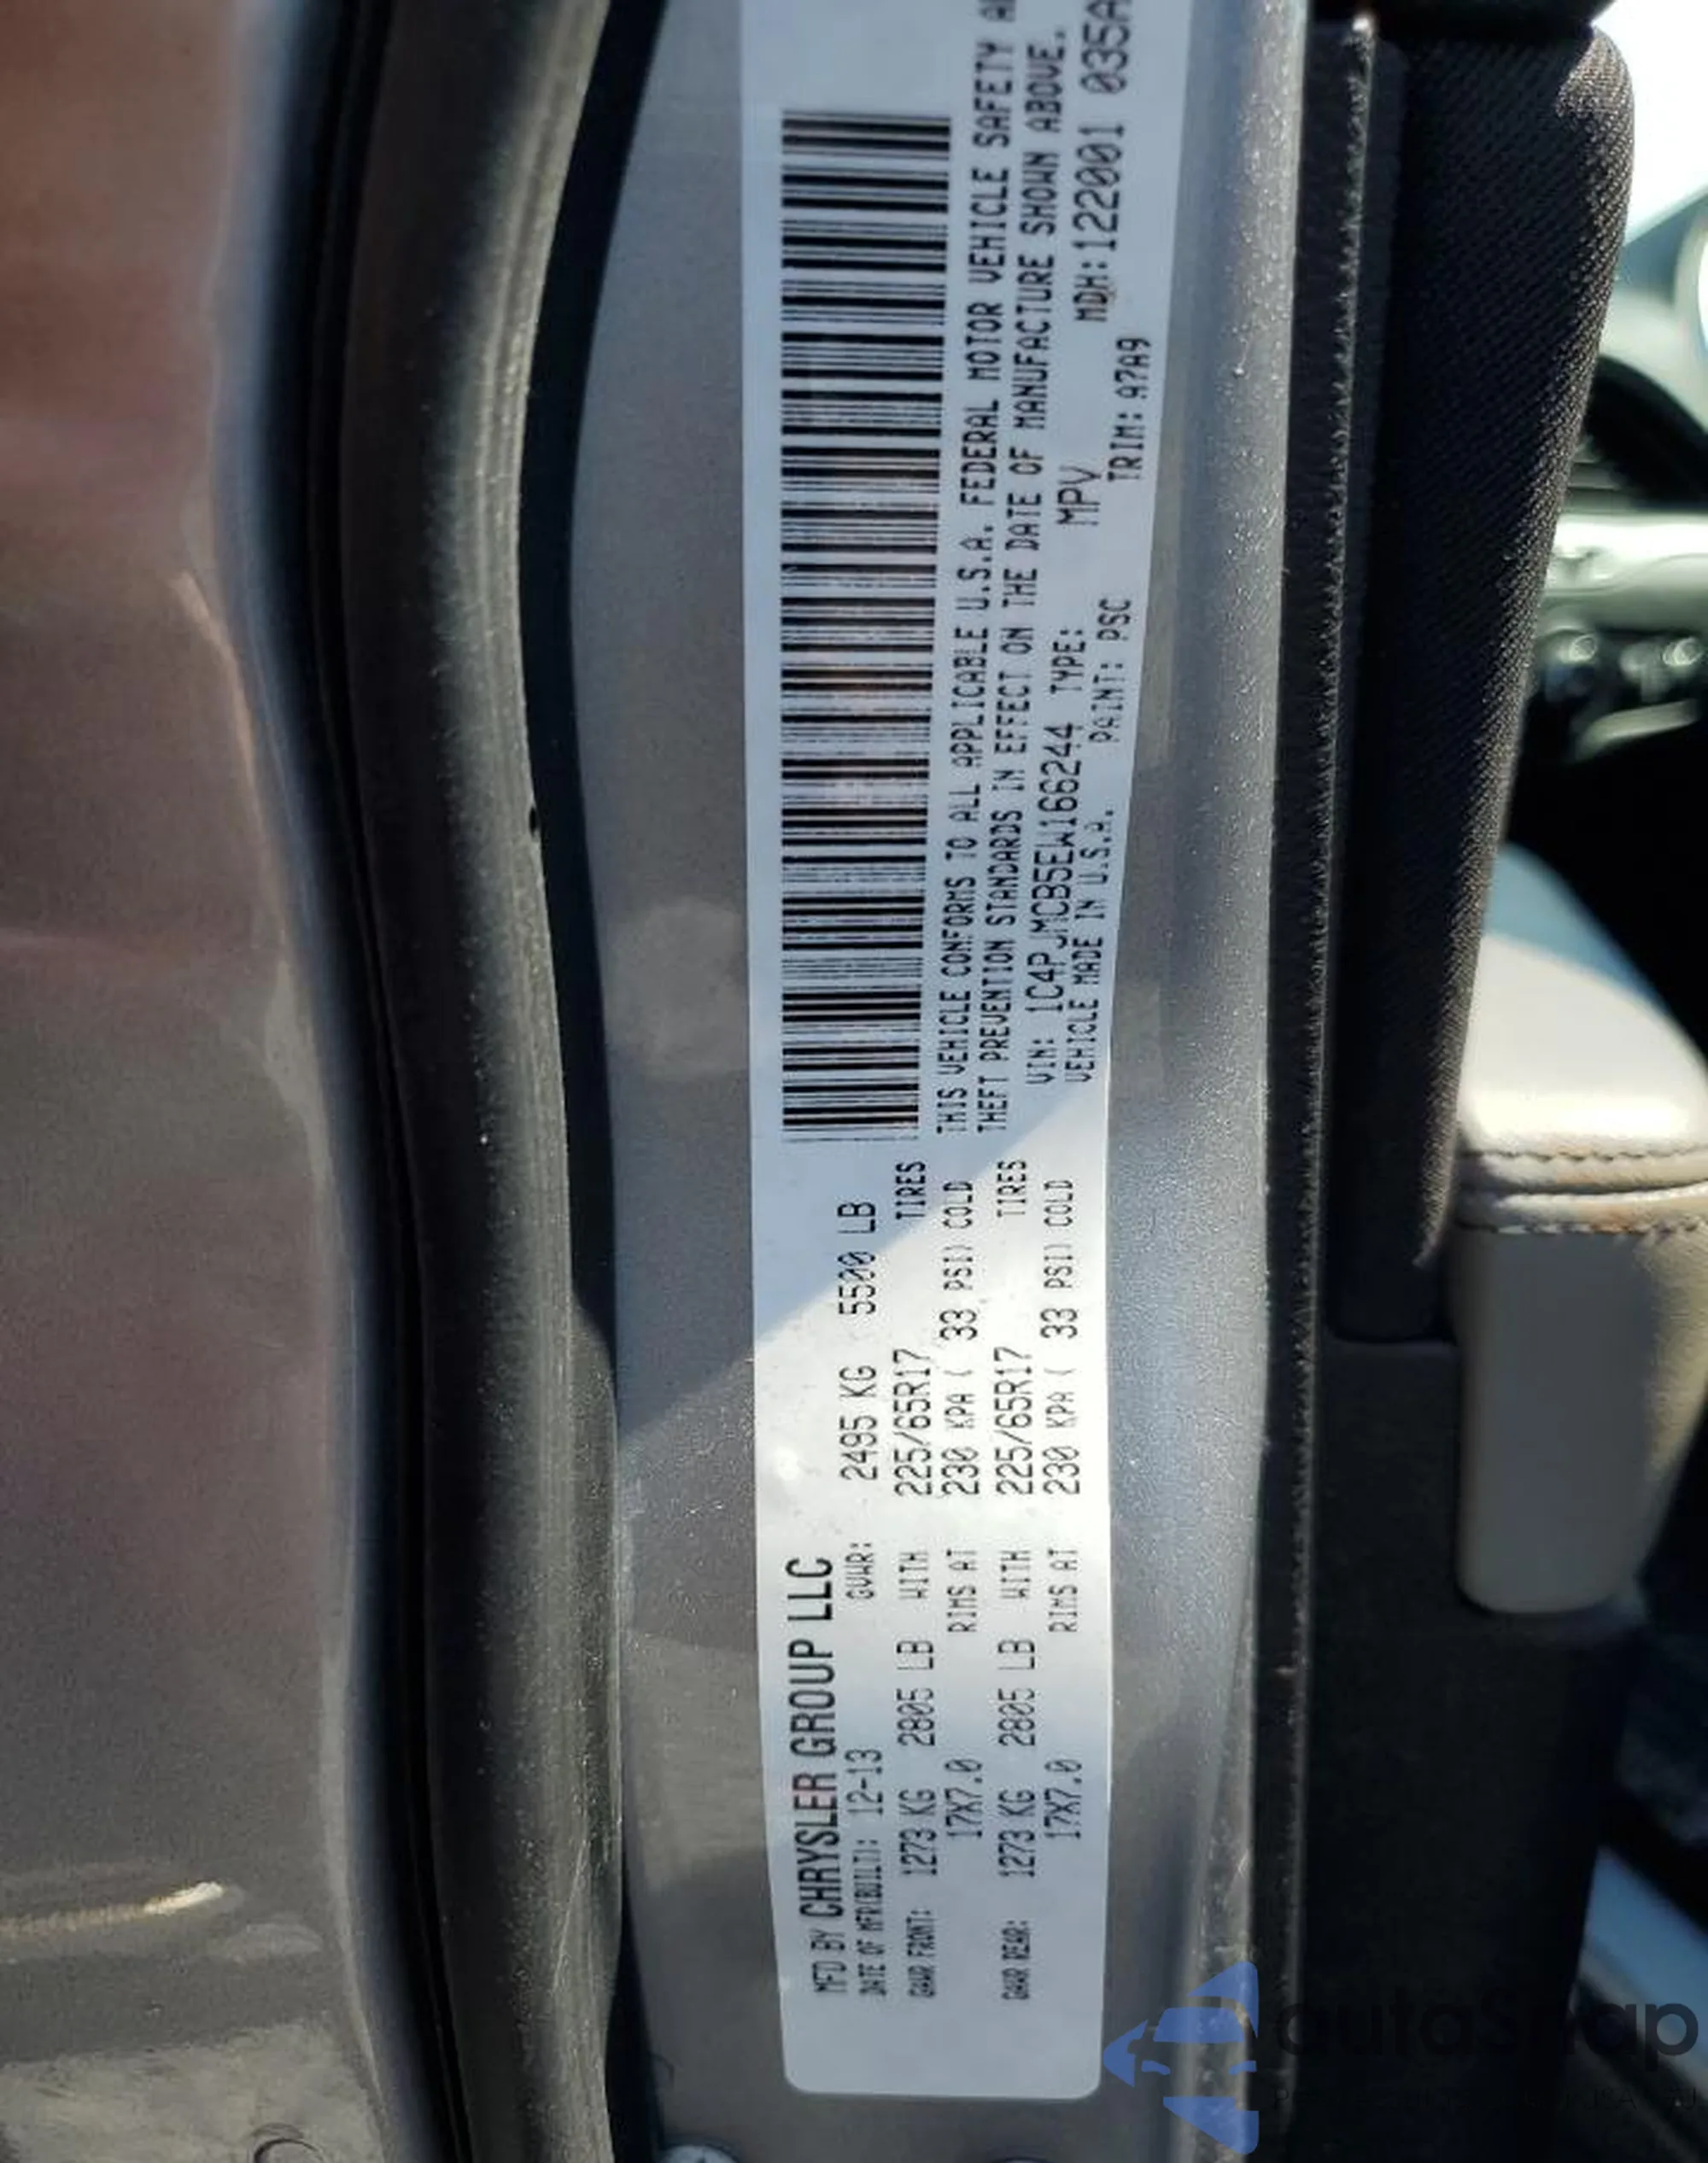 MFD BY CHRYSLER GROUP LLC
DATE OF MFR(BUILT): 12-13 GVWR: 2495 KG 5500 LB
GAWR FRONT: 1273 KG 2805 LB WITH 225/65R17 TIRES
17X7.0 RIMS AT 230 KPA ( 33 PSI) COLD
GAWR REAR: 1273 KG 2805 LB WITH 225/65R17 TIRES
17X7.0 RIMS AT 230 KPA ( 33 PSI) COLD
THIS VEHICLE CONFORMS TO ALL APPLICABLE U.S.A. FEDERAL MOTOR VEHICLE SAFETY
THEFT PREVENTION STANDARDS IN EFFECT ON THE DATE OF MANUFACTURE SHOWN ABOVE.
VIN: 1C4PJMCB5EW166244 TYPE: MPV MDH:122001 035A
VEHICLE MADE IN U.S.A. PAINT: PSC TRIM: A7A9
autoSnap